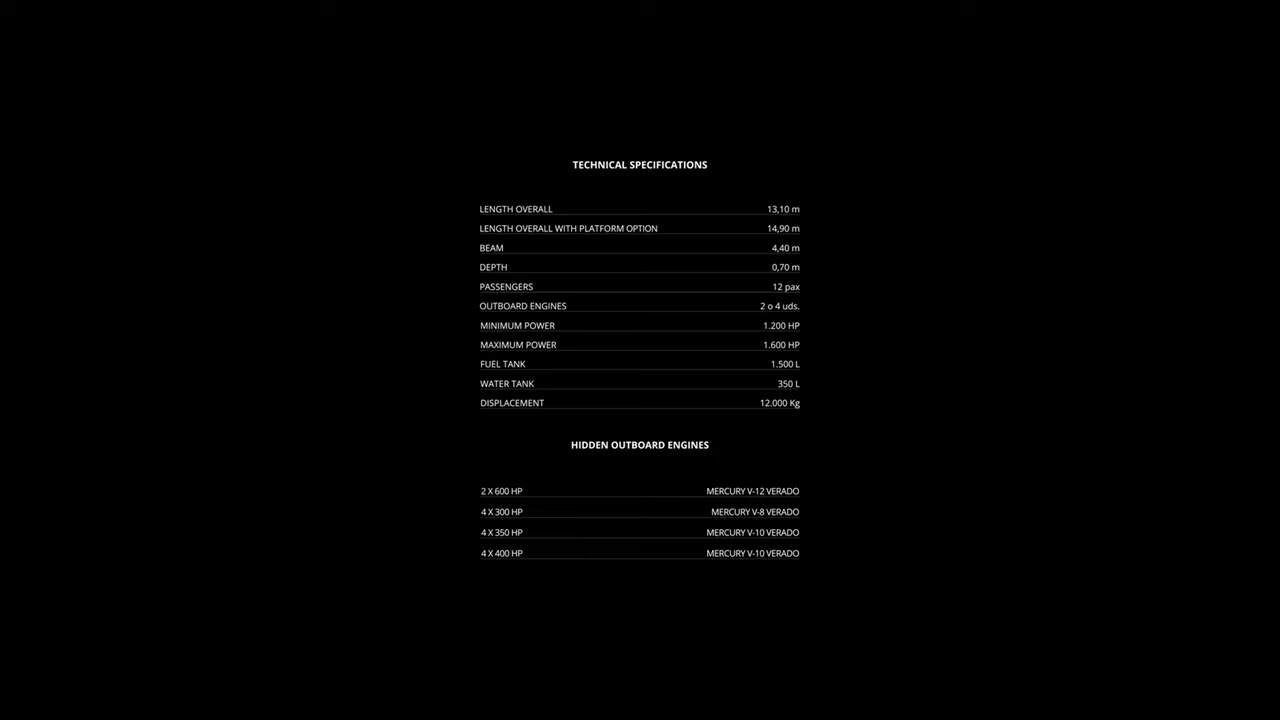 TECHNICAL SPECIFICATIONS
LENGTH OVERALL 13,10 m
LENGTH OVERALL WITH PLATFORM OPTION 14,90 m
BEAM 4,40 m
DEPTH 0,70 m
PASSENGERS 12 pax
OUTBOARD ENGINES 2 o 4 uds.
MINIMUM POWER 1.200 HP
MAXIMUM POWER 1.600 HP
FUEL TANK 1.500 L
WATER TANK 350 L
DISPLACEMENT 12.000 Kg
HIDDEN OUTBOARD ENGINES
2 X 600 HP MERCURY V-12 VERADO
4 X 300 HP MERCURY V-8 VERADO
4 X 350 HP MERCURY V-10 VERADO
4 X 400 HP MERCURY V-10 VERADO